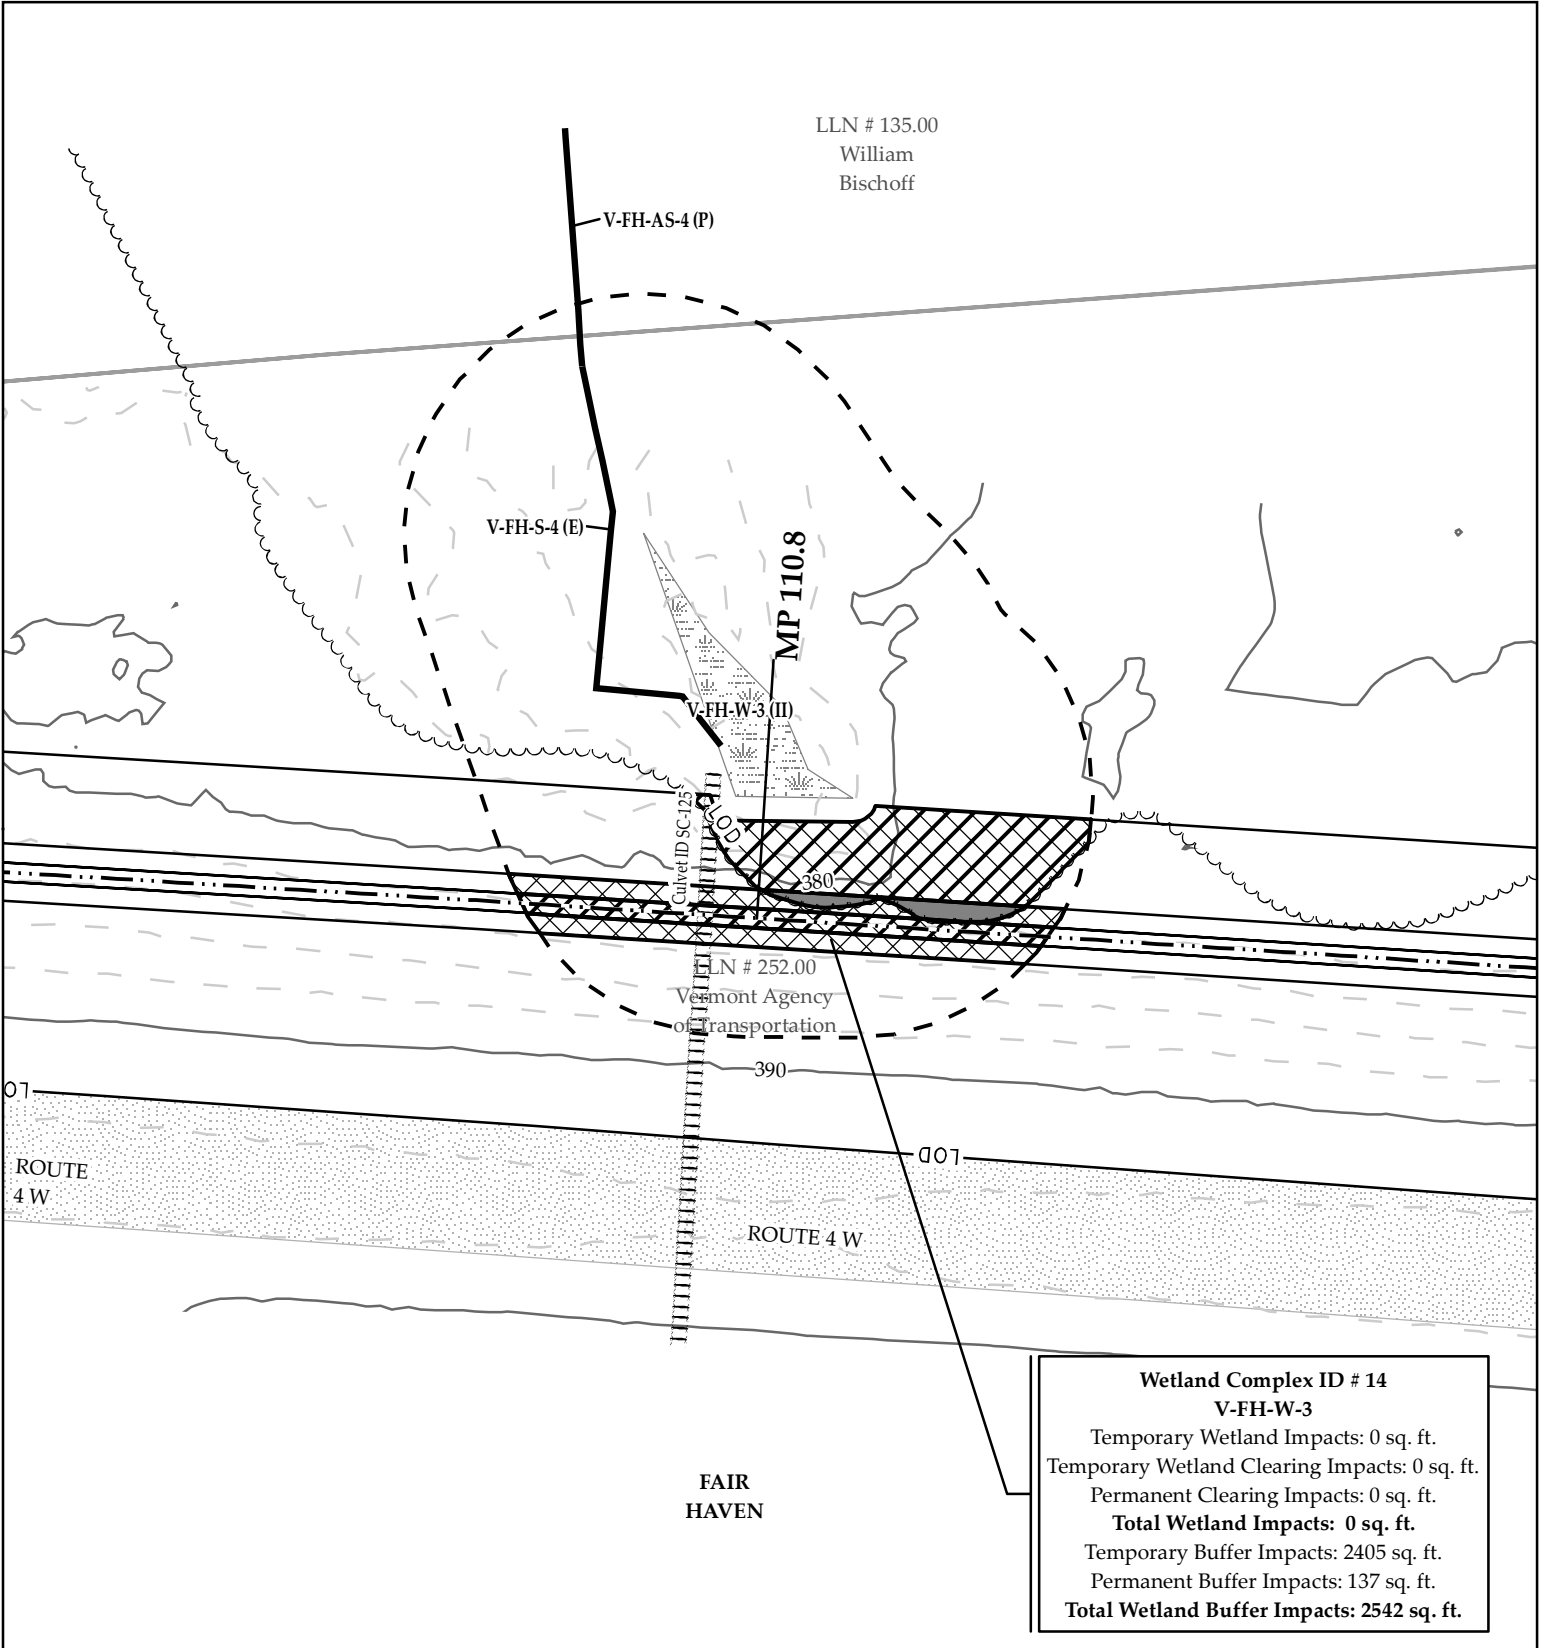 LLN # 135.00
William
Bischoff
V-FH-AS-4 (P)
V-FH-S-4 (E)
MP 110.8
V-FH-W-3 (II)
Culvet ID SC-125
LOD
380
LLN # 252.00
Vermont Agency
of Transportation
390
LO
LOD
ROUTE
4 W
ROUTE 4 W
FAIR
HAVEN
Wetland Complex ID # 14
V-FH-W-3
Temporary Wetland Impacts: 0 sq. ft.
Temporary Wetland Clearing Impacts: 0 sq. ft.
Permanent Clearing Impacts: 0 sq. ft.
Total Wetland Impacts:  0 sq. ft.
Temporary Buffer Impacts: 2405 sq. ft.
Permanent Buffer Impacts: 137 sq. ft.
Total Wetland Buffer Impacts: 2542 sq. ft.